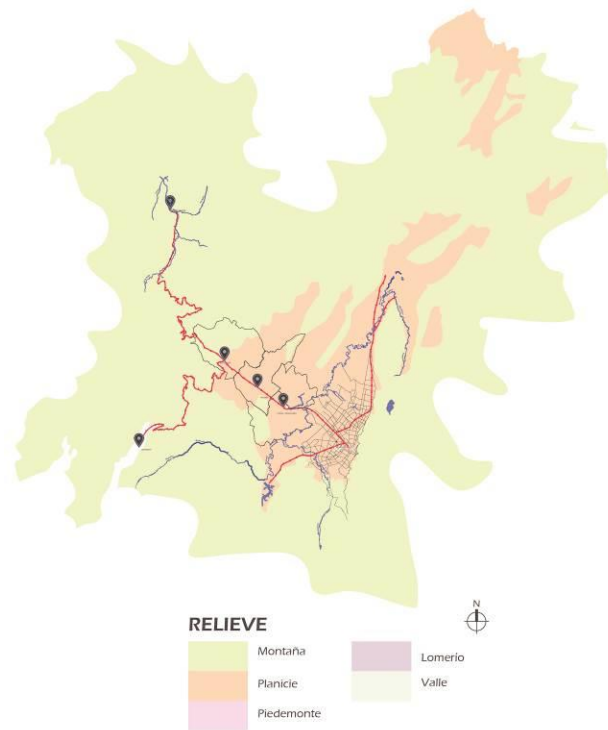 N
RELIEVE
Montaña
Planicie
Piedemonte
Lomerío
Valle